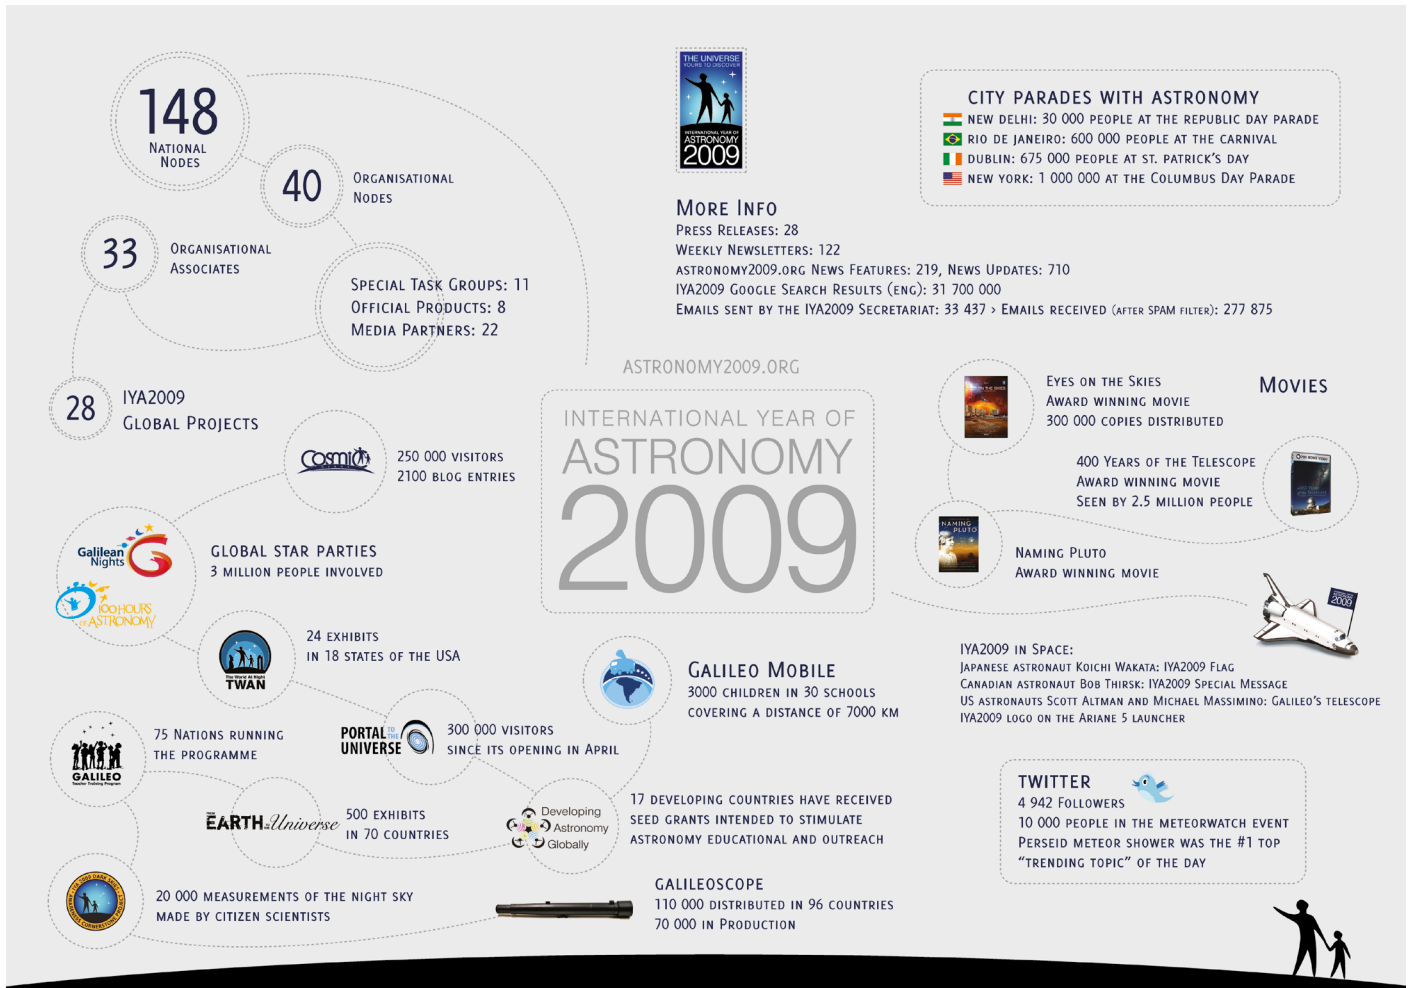 148
NATIONAL
NODES
40
ORGANISATIONAL
NODES
33
ORGANISATIONAL
ASSOCIATES
SPECIAL TASK GROUPS: 11
OFFICIAL PRODUCTS: 8
MEDIA PARTNERS: 22
28
IYA2009
GLOBAL PROJECTS
THE UNIVERSE
YOURS TO DISCOVER
INTERNATIONAL YEAR OF
ASTRONOMY
2009
CITY PARADES WITH ASTRONOMY
NEW DELHI: 30 000 PEOPLE AT THE REPUBLIC DAY PARADE
RIO DE JANEIRO: 600 000 PEOPLE AT THE CARNIVAL
DUBLIN: 675 000 PEOPLE AT ST. PATRICK'S DAY
NEW YORK: 1 000 000 AT THE COLUMBUS DAY PARADE
MORE INFO
PRESS RELEASES: 28
WEEKLY NEWSLETTERS: 122
ASTRONOMY2009.ORG NEWS FEATURES: 219, NEWS UPDATES: 710
IYA2009 GOOGLE SEARCH RESULTS (ENG): 31 700 000
EMAILS SENT BY THE IYA2009 SECRETARIAT: 33 437 › EMAILS RECEIVED (AFTER SPAM FILTER): 277 875
ASTRONOMY2009.ORG
INTERNATIONAL YEAR OF
ASTRONOMY
2009
COSMIC
250 000 VISITORS
2100 BLOG ENTRIES
Galilean
Nights
100 HOURS
OF ASTRONOMY
GLOBAL STAR PARTIES
3 MILLION PEOPLE INVOLVED
The World At Night
TWAN
24 EXHIBITS
IN 18 STATES OF THE USA
PORTAL TO THE
UNIVERSE
300 000 VISITORS
SINCE ITS OPENING IN APRIL
GALILEO
Teacher Training Program
75 NATIONS RUNNING
THE PROGRAMME
EARTH Universe
500 EXHIBITS
IN 70 COUNTRIES
Developing
Astronomy
Globally
17 DEVELOPING COUNTRIES HAVE RECEIVED
SEED GRANTS INTENDED TO STIMULATE
ASTRONOMY EDUCATIONAL AND OUTREACH
GALILEO MOBILE
3000 CHILDREN IN 30 SCHOOLS
COVERING A DISTANCE OF 7000 KM
20 000 MEASUREMENTS OF THE NIGHT SKY
MADE BY CITIZEN SCIENTISTS
GALILEOSCOPE
110 000 DISTRIBUTED IN 96 COUNTRIES
70 000 IN PRODUCTION
MOVIES
EYES ON THE SKIES
AWARD WINNING MOVIE
300 000 COPIES DISTRIBUTED
400 YEARS OF THE TELESCOPE
AWARD WINNING MOVIE
SEEN BY 2.5 MILLION PEOPLE
NAMING
PLUTO
NAMING PLUTO
AWARD WINNING MOVIE
2009
IYA2009 IN SPACE:
JAPANESE ASTRONAUT KOICHI WAKATA: IYA2009 FLAG
CANADIAN ASTRONAUT BOB THIRSK: IYA2009 SPECIAL MESSAGE
US ASTRONAUTS SCOTT ALTMAN AND MICHAEL MASSIMINO: GALILEO'S TELESCOPE
IYA2009 LOGO ON THE ARIANE 5 LAUNCHER
TWITTER
4 942 FOLLOWERS
10 000 PEOPLE IN THE METEORWATCH EVENT
PERSEID METEOR SHOWER WAS THE #1 TOP
"TRENDING TOPIC" OF THE DAY